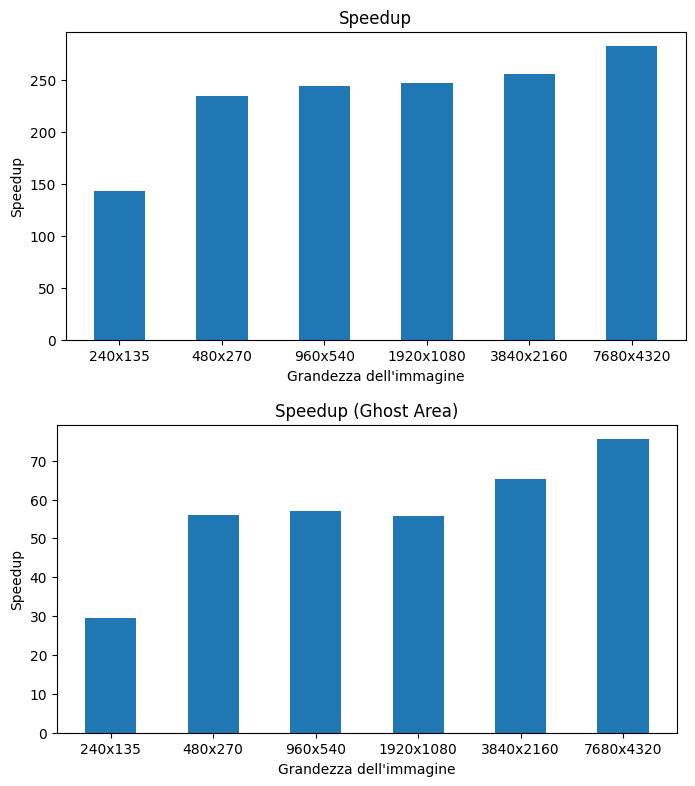 Speedup
Speedup
250
200
150
100
50
0
240x135 480x270 960x540 1920x1080 3840x2160 7680x4320
Grandezza dell'immagine
Speedup (Ghost Area)
Speedup
70
60
50
40
30
20
10
0
240x135 480x270 960x540 1920x1080 3840x2160 7680x4320
Grandezza dell'immagine